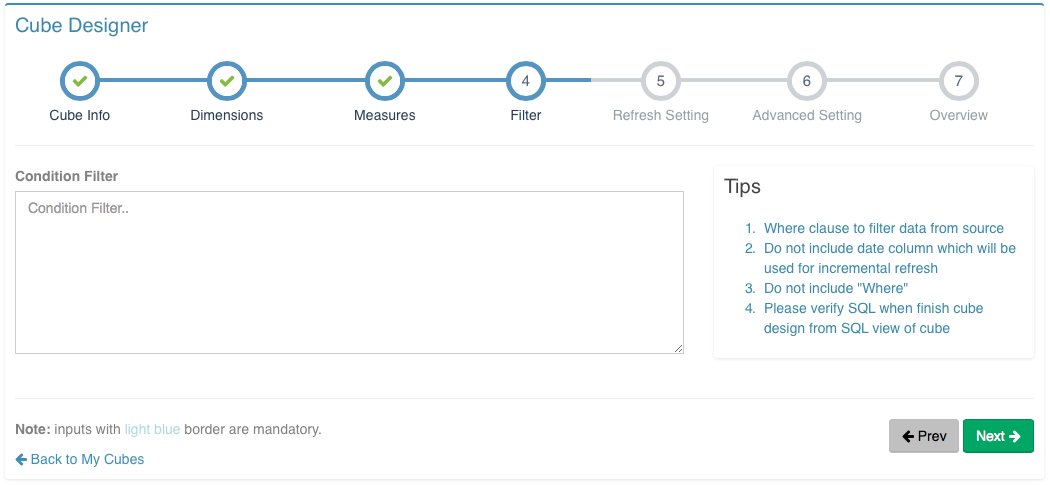 Cube Designer
4
5
6
7
Cube Info
Dimensions
Measures
Filter
Refresh Setting
Advanced Setting
Overview
Condition Filter
Condition Filter..
Tips
1. Where clause to filter data from source
2. Do not include date column which will be
used for incremental refresh
3. Do not include "Where"
4. Please verify SQL when finish cube
design from SQL view of cube
Note: inputs with light blue border are mandatory.
Prev
Next
Back to My Cubes